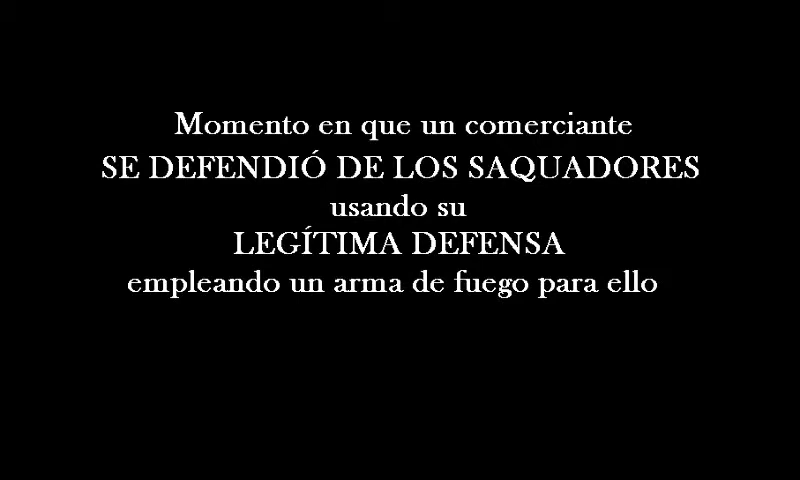 Momento en que un comerciante
SE DEFENDIÓ DE LOS SAQUADORES
usando su
LEGÍTIMA DEFENSA
empleando un arma de fuego para ello